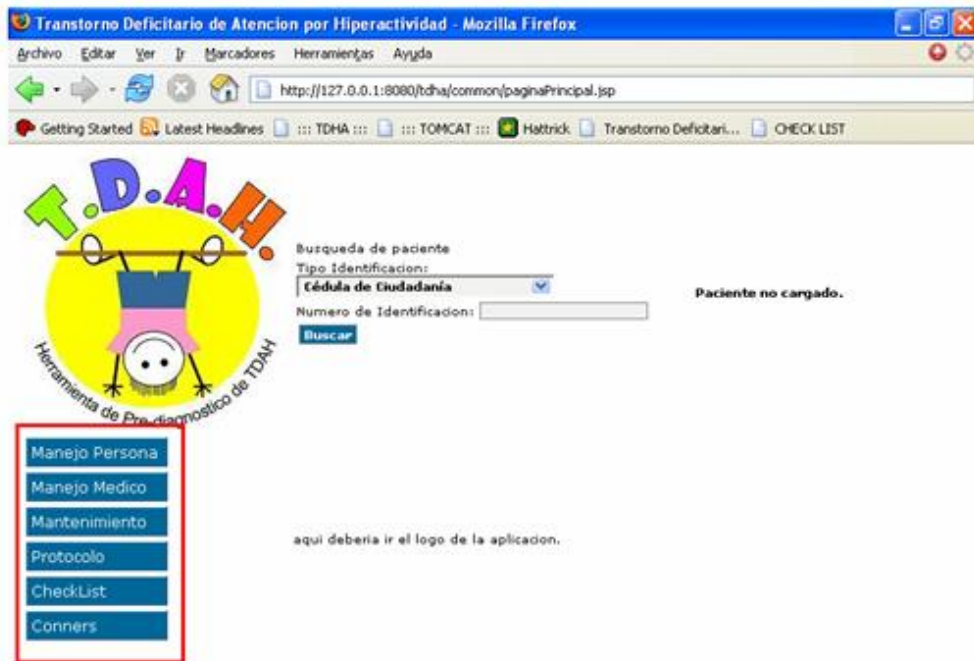 Transtorno Deficitario de Atencion por Hiperactividad - Mozilla Firefox
Archivo Editar Ver Ir Marcadores Herramientas Ayuda
http://127.0.0.1:8080/tdha/common/paginaPrincipal.jsp
Getting Started Latest Headlines ::: TDHA ::: ::: TOMCAT ::: Hattrick Transtorno Deficitari... CHECK LIST
T.D.A.H.
Herramienta de Pre-diagnostico de TDAH
Busqueda de paciente
Tipo Identificacion:
Cédula de Ciudadanía
Numero de Identificacion:
Buscar
Paciente no cargado.
Manejo Persona
Manejo Medico
Mantenimiento
Protocolo
CheckList
Conners
aqui deberia ir el logo de la aplicacion.